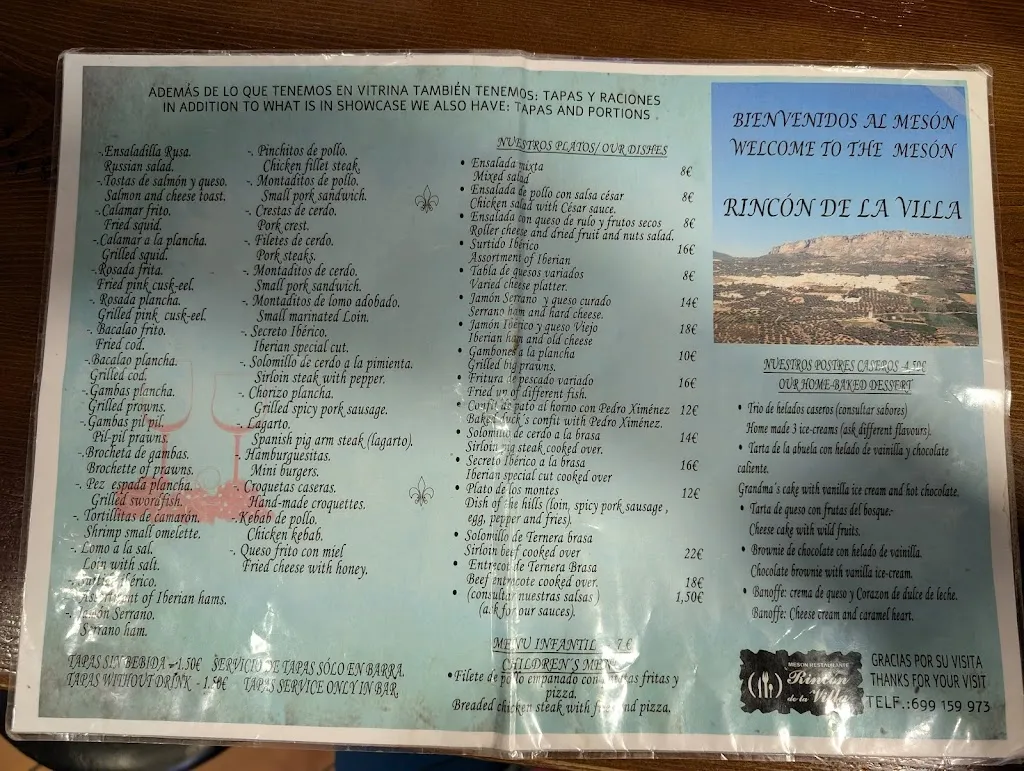 ADEMÁS DE LO QUE TENEMOS EN VITRINA TAMBIÉN TENEMOS: TAPAS Y RACIONES
IN ADDITION TO WHAT IS IN SHOWCASE WE ALSO HAVE: TAPAS AND PORTIONS .
-.Ensaladilla Rusa.
Russian salad.
-.Tostas de salmón y queso.
Salmon and cheese toast.
-.Calamar frito.
Fried squid.
-.Calamar a la plancha.
Grilled squid.
-.Rosada frita.
Fried pink cusk-eel.
-. Rosada plancha.
Grilled pink cusk-eel.
-. Bacalao frito.
Fried cod.
-. Bacalao plancha.
Grilled cod.
-.Gambas plancha.
Grilled prowns.
-. Gambas pil pil.
Pil-pil prawns.
-.Brocheta de gambas.
Brochette of prawns.
-. Pez espada plancha.
Grilled swordfish.
-. Tortillitas de camarón.
Shrimp small omelette.
-. Lomo a la sal.
Loin with salt.
-. Surtido Ibérico.
Assortment of Iberian hams.
-. Jamón Serrano.
Serrano ham.
-. Pinchitos de pollo.
Chicken fillet steak.
-. Montaditos de pollo.
Small pork sandwich.
-. Crestas de cerdo.
Pork crest.
-. Filetes de cerdo.
Pork steaks.
-. Montaditos de cerdo.
Small pork sandwich.
-. Montaditos de lomo adobado.
Small marinated Loin.
-. Secreto Ibérico.
Iberian special cut.
-. Solomillo de cerdo a la pimienta.
Sirloin steak with pepper.
-. Chorizo plancha.
Grilled spicy pork sausage.
-. Lagarto.
Spanish pig arm steak (lagarto).
-. Hamburguesitas.
Mini burgers.
-. Croquetas caseras.
Hand-made croquettes.
-.Kebab de pollo.
Chicken kebab.
-. Queso frito con miel
Fried cheese with honey.
TAPAS SIN BEBIDA – 1.50€ SERVICIO DE TAPAS SÓLO EN BARRA.
TAPAS WITHOUT DRINK - 1.50€ TAPAS SERVICE ONLY IN BAR.
NUESTROS PLATOS/ OUR DISHES
• Ensalada mixta
Mixed salad 8€
• Ensalada de pollo con salsa césar
Chicken salad with César sauce. 8€
• Ensalada con queso de rulo y frutos secos
Roller cheese and dried fruit and nuts salad. 8€
• Surtido Ibérico 16€
Assortment of Iberian
• Tabla de quesos variados 8€
Varied cheese platter.
• Jamón Serrano y queso curado 14€
Serrano ham and hard cheese.
• Jamón Ibérico y queso Viejo 18€
Iberian ham and old cheese
• Gambones a la plancha 10€
Grilled big prawns.
• Fritura de pescado variado 16€
Fried up of different fish.
• Confit de pato al horno con Pedro Ximénez 12€
Baked duck's confit with Pedro Ximénez.
• Solomillo de cerdo a la brasa 14€
Sirloin pig steak cooked over.
• Secreto Ibérico a la brasa 16€
Iberian special cut cooked over
• Plato de los montes 12€
Dish of the hills (loin, spicy pork sausage ,
egg, pepper and fries).
• Solomillo de Ternera brasa
Sirloin beef cooked over 22€
• Entrecot de Ternera Brasa
Beef entrecote cooked over. 18€
• (consultar nuestras salsas ) 1,50€
(ask for our sauces).
MENU INFANTIL - 7 €
CHILDREN'S MENU
•Filete de pollo empanado con patatas fritas y
pizza.
Breaded chicken steak with fries and pizza.
BIENVENIDOS AL MESÓN
WELCOME TO THE MESÓN
RINCÓN DE LA VILLA
NUESTROS POSTRES CASEROS 4.50€
OUR HOME-BAKED DESSERT
• Trio de helados caseros (consultar sabores)
Home made 3 ice-creams (ask different flavours).
• Tarta de la abuela con helado de vainilla y chocolate
caliente.
Grandma´s cake with vanilla ice cream and hot chocolate.
• Tarta de queso con frutas del bosque.
Cheese cake with wild fruits.
• Brownie de chocolate con helado de vainilla.
Chocolate brownie with vanilla ice-cream.
• Banoffe: crema de queso y Corazon de dulce de leche.
Banoffe: Cheese cream and caramel heart.
MESON RESTAURANTE
Rincón
de la Villa
GRACIAS POR SU VISITA
THANKS FOR YOUR VISIT
TELF.:699 159 973